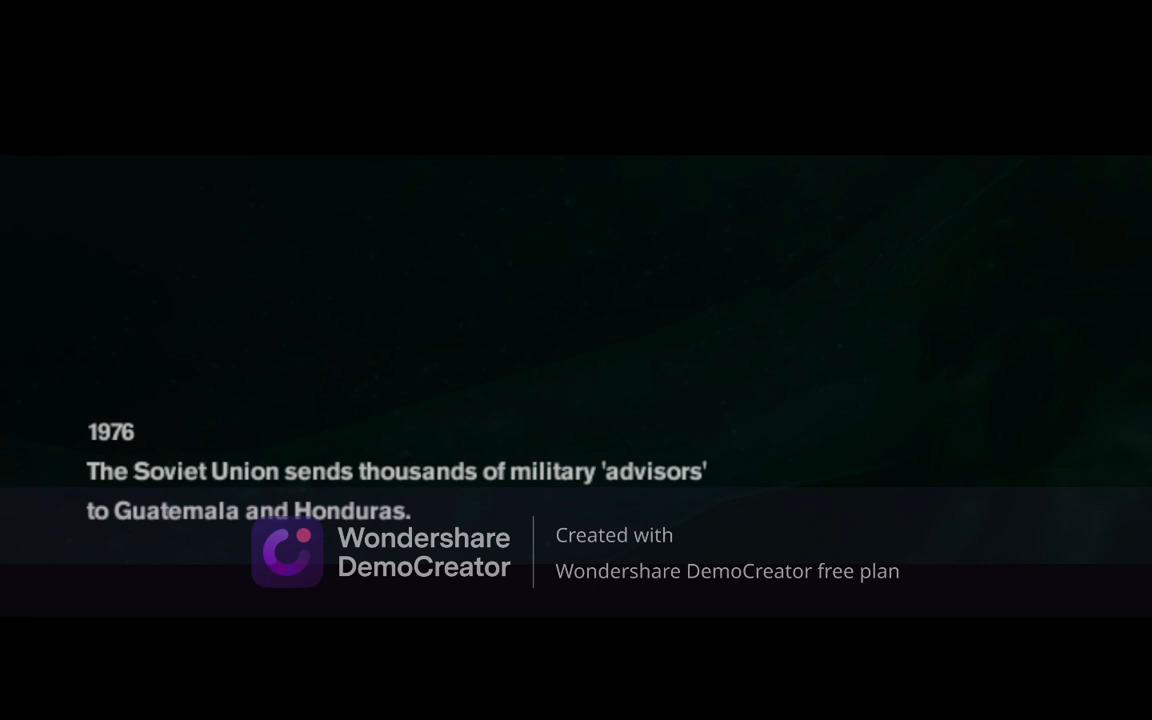 1976
The Soviet Union sends thousands of military 'advisors'
to Guatemala and Honduras.
Wondershare
DemoCreator
Created with
Wondershare DemoCreator free plan